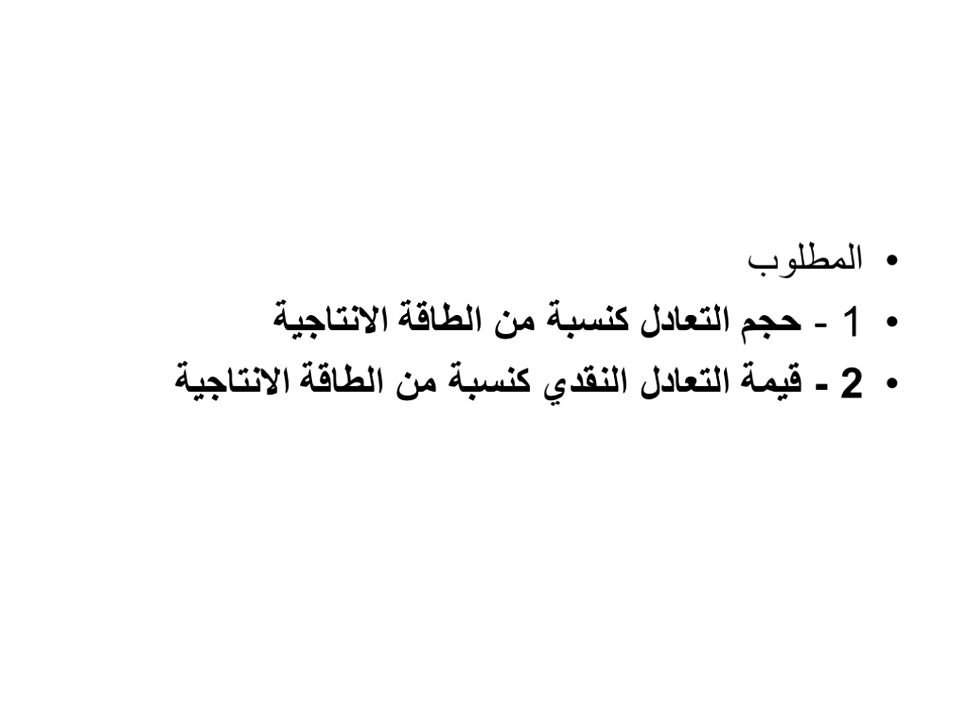 • المطلوب
• 1 - حجم التعادل كنسبة من الطاقة الانتاجية
• 2 - قيمة التعادل النقدي كنسبة من الطاقة الانتاجية